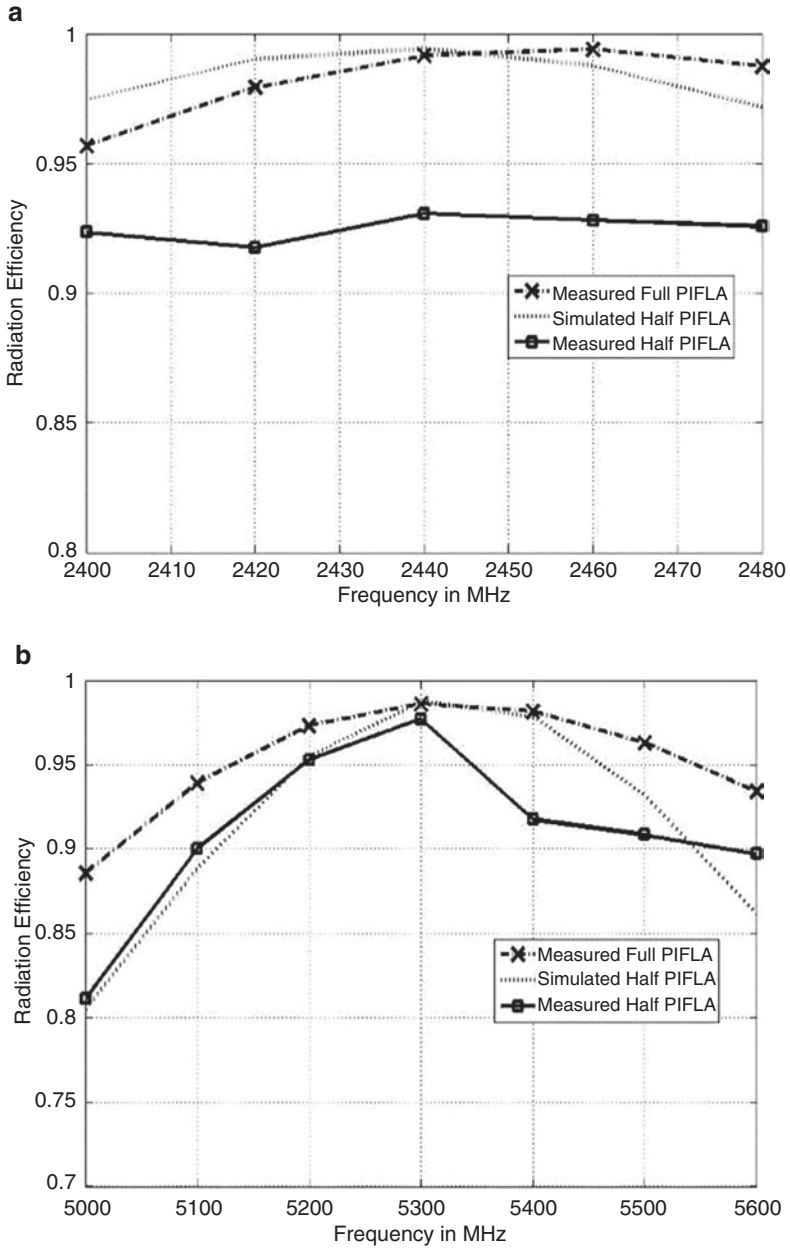 a
1
0.95
0.9
0.85
0.8
Radiation Efficiency
Measured Full PIFLA
Simulated Half PIFLA
Measured Half PIFLA
2400 2410 2420 2430 2440 2450 2460 2470 2480
Frequency in MHz
b
1
0.95
0.9
0.85
0.8
0.75
0.7
Radiation Efficiency
Measured Full PIFLA
Simulated Half PIFLA
Measured Half PIFLA
5000 5100 5200 5300 5400 5500 5600
Frequency in MHz